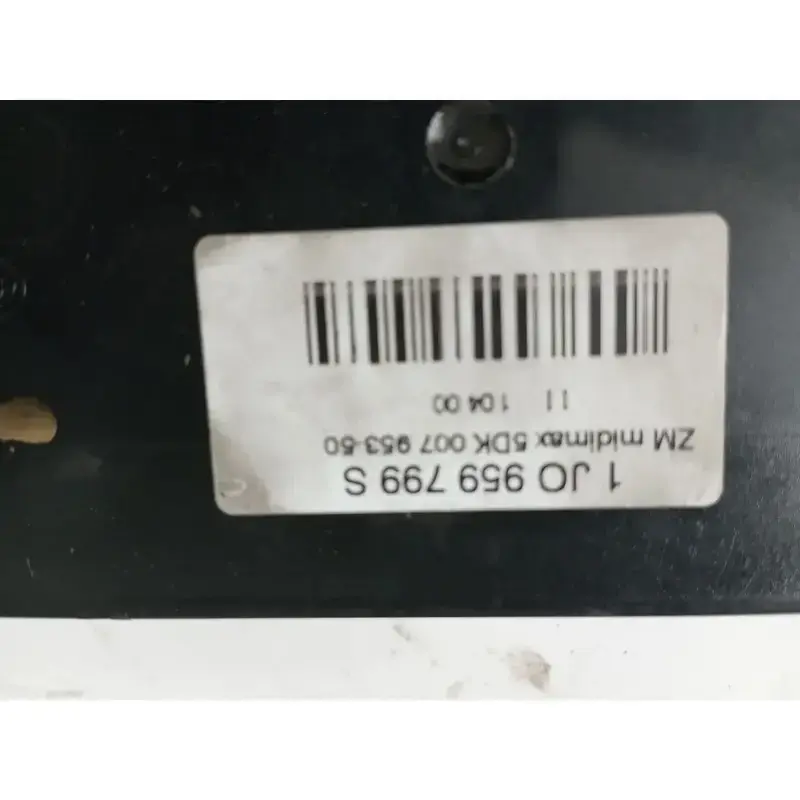 1 JO 959 799 S
ZM midimax 5DK 007 953-50
11 104 00